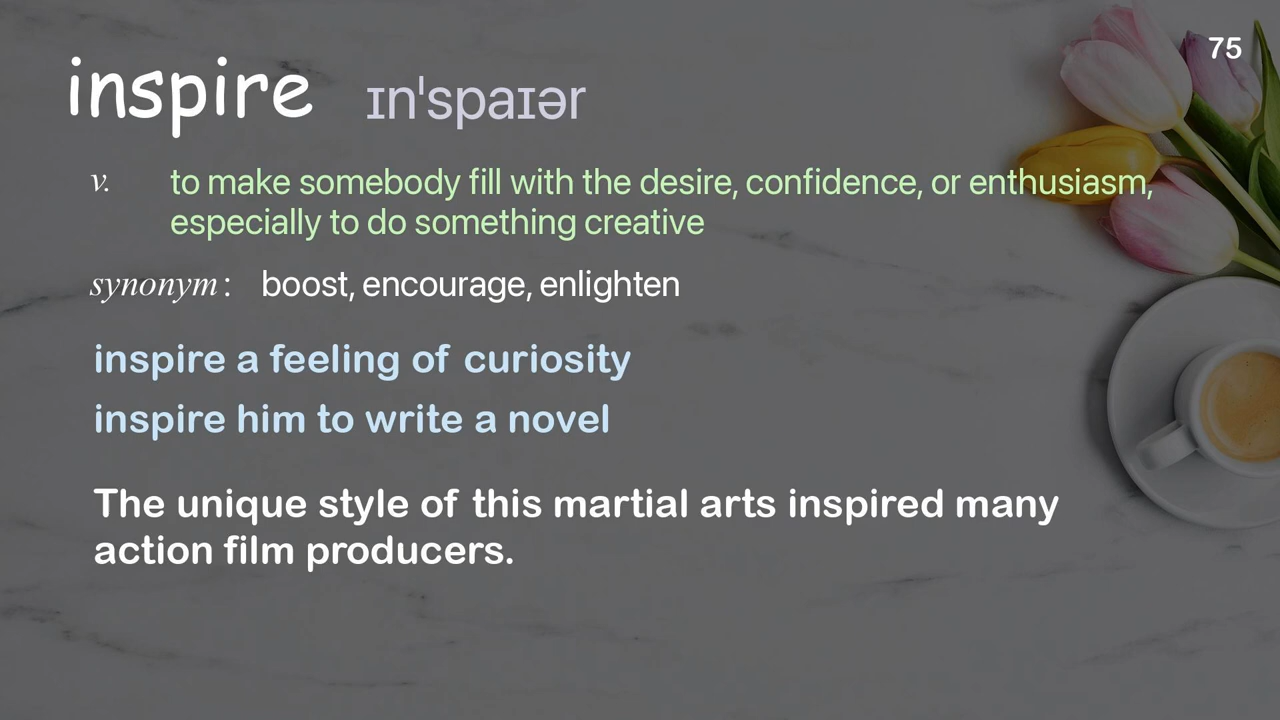 75
inspire ɪnˈspaɪər
v. to make somebody fill with the desire, confidence, or enthusiasm,
especially to do something creative
synonym: boost, encourage, enlighten
inspire a feeling of curiosity
inspire him to write a novel
The unique style of this martial arts inspired many
action film producers.